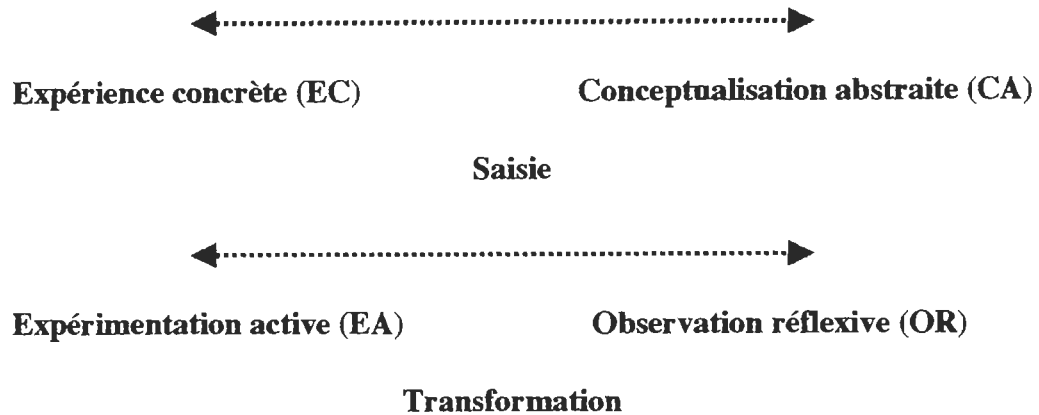 Expérience concrète (EC) Conceptualisation abstraite (CA)
Saisie
Expérimentation active (EA) Observation réflexive (OR)
Transformation